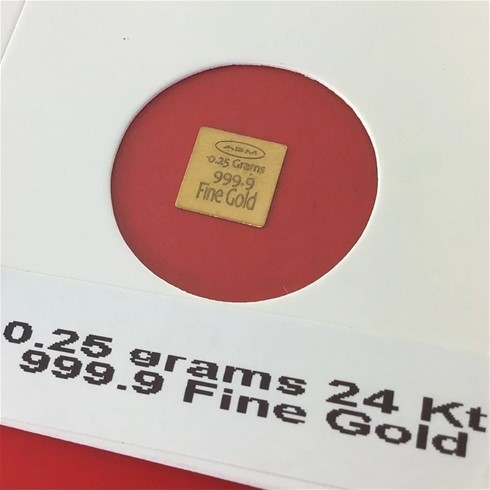 ABM
0.25 Grams
999.9
Fine Gold
0.25 grams 24 Kt
999.9 Fine Gold